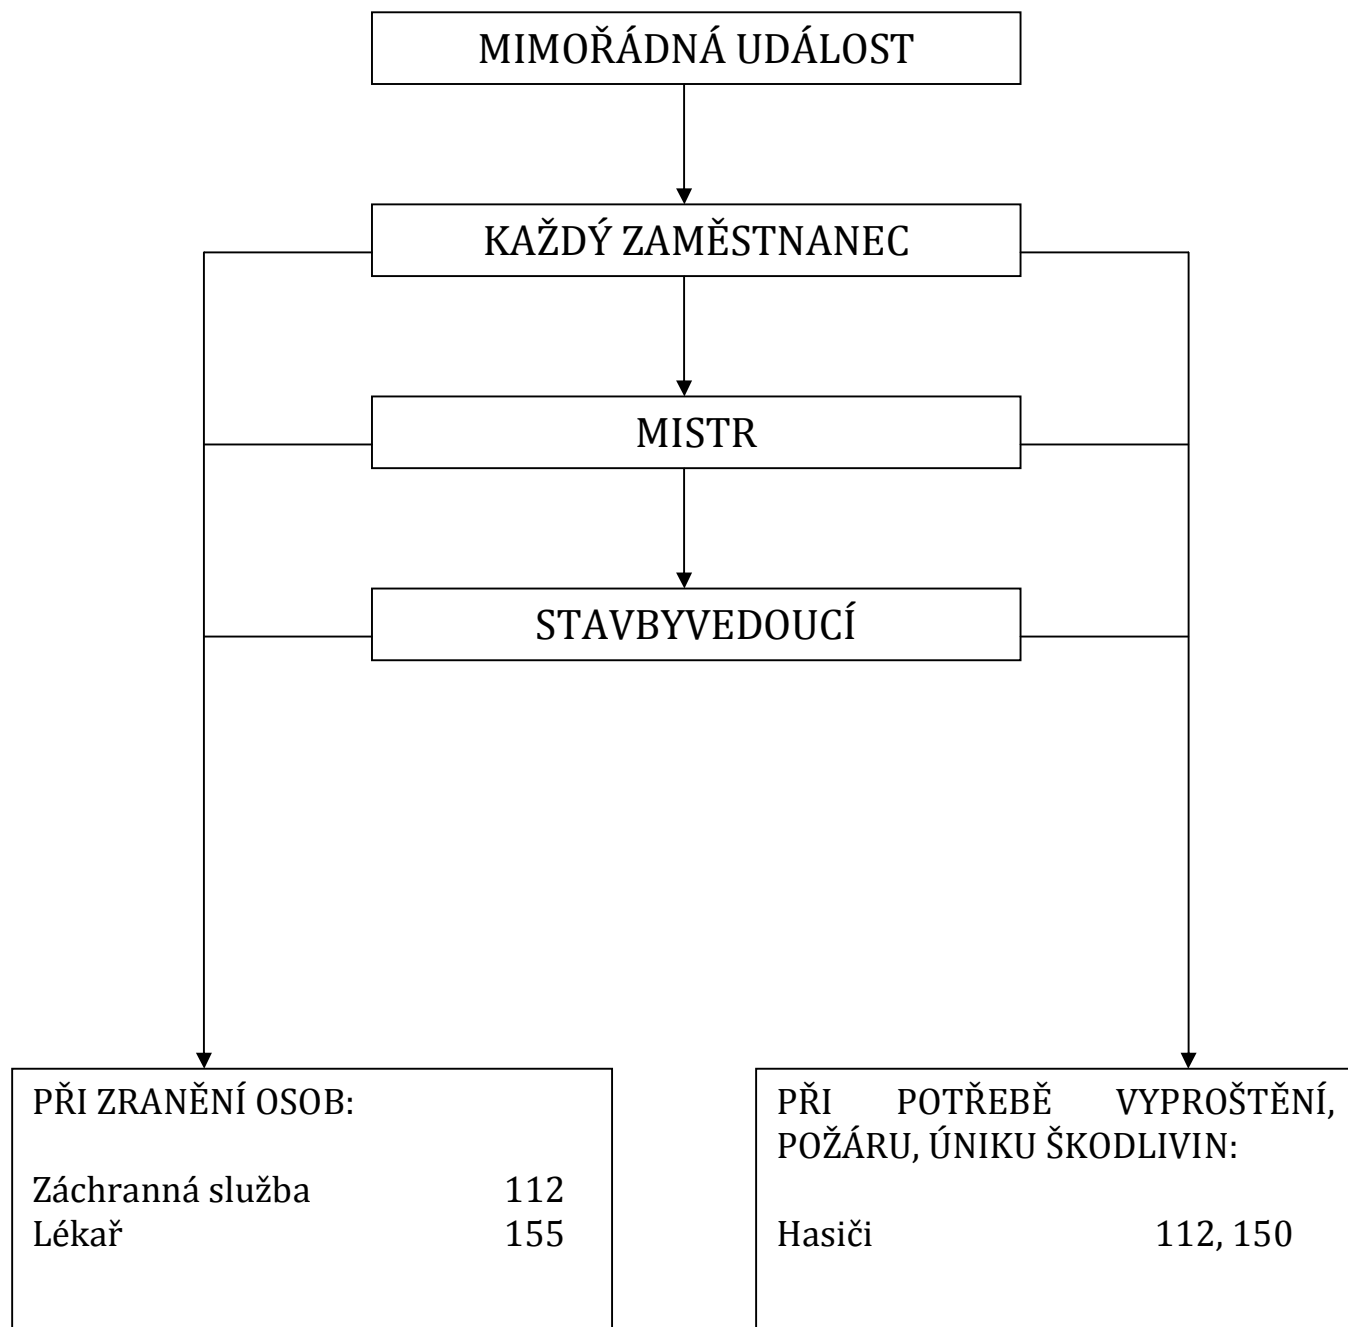 MIMOŘÁDNÁ UDÁLOST
KAŽDÝ ZAMĚSTNANEC
MISTR
STAVBYVEDOUCÍ
PŘI ZRANĚNÍ OSOB:
Záchranná služba 112
Lékař 155
PŘI POTŘEBĚ VYPROŠTĚNÍ,
POŽÁRU, ÚNIKU ŠKODLIVIN:
Hasiči 112, 150